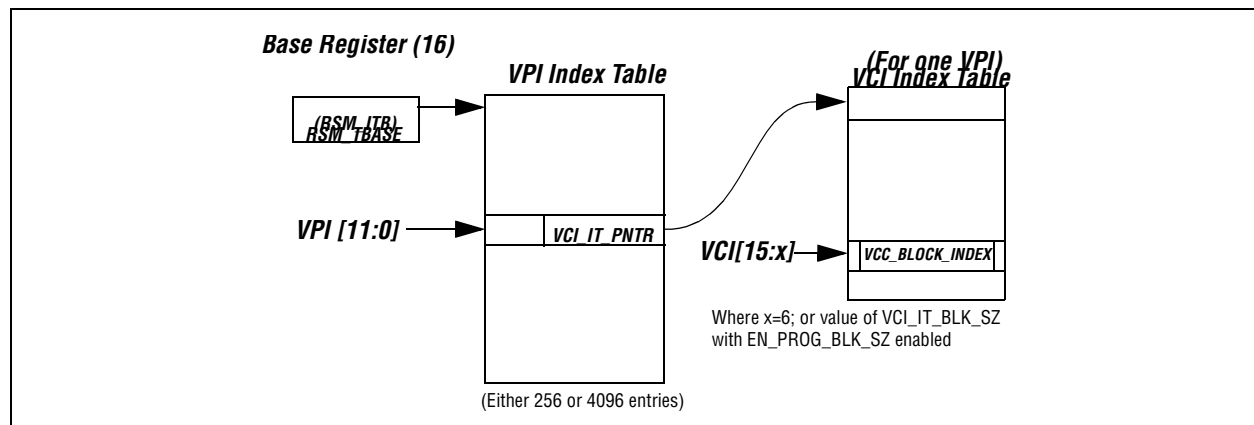 Base Register (16)
VPI Index Table
(For one VPI)
VCI Index Table
(RSM_ITB)
RSM_TBASE
VPI [11:0]
VCI_IT_PNTR
VCI[15:x]
VCC_BLOCK_INDEX
Where x=6; or value of VCI_IT_BLK_SZ
with EN_PROG_BLK_SZ enabled
(Either 256 or 4096 entries)